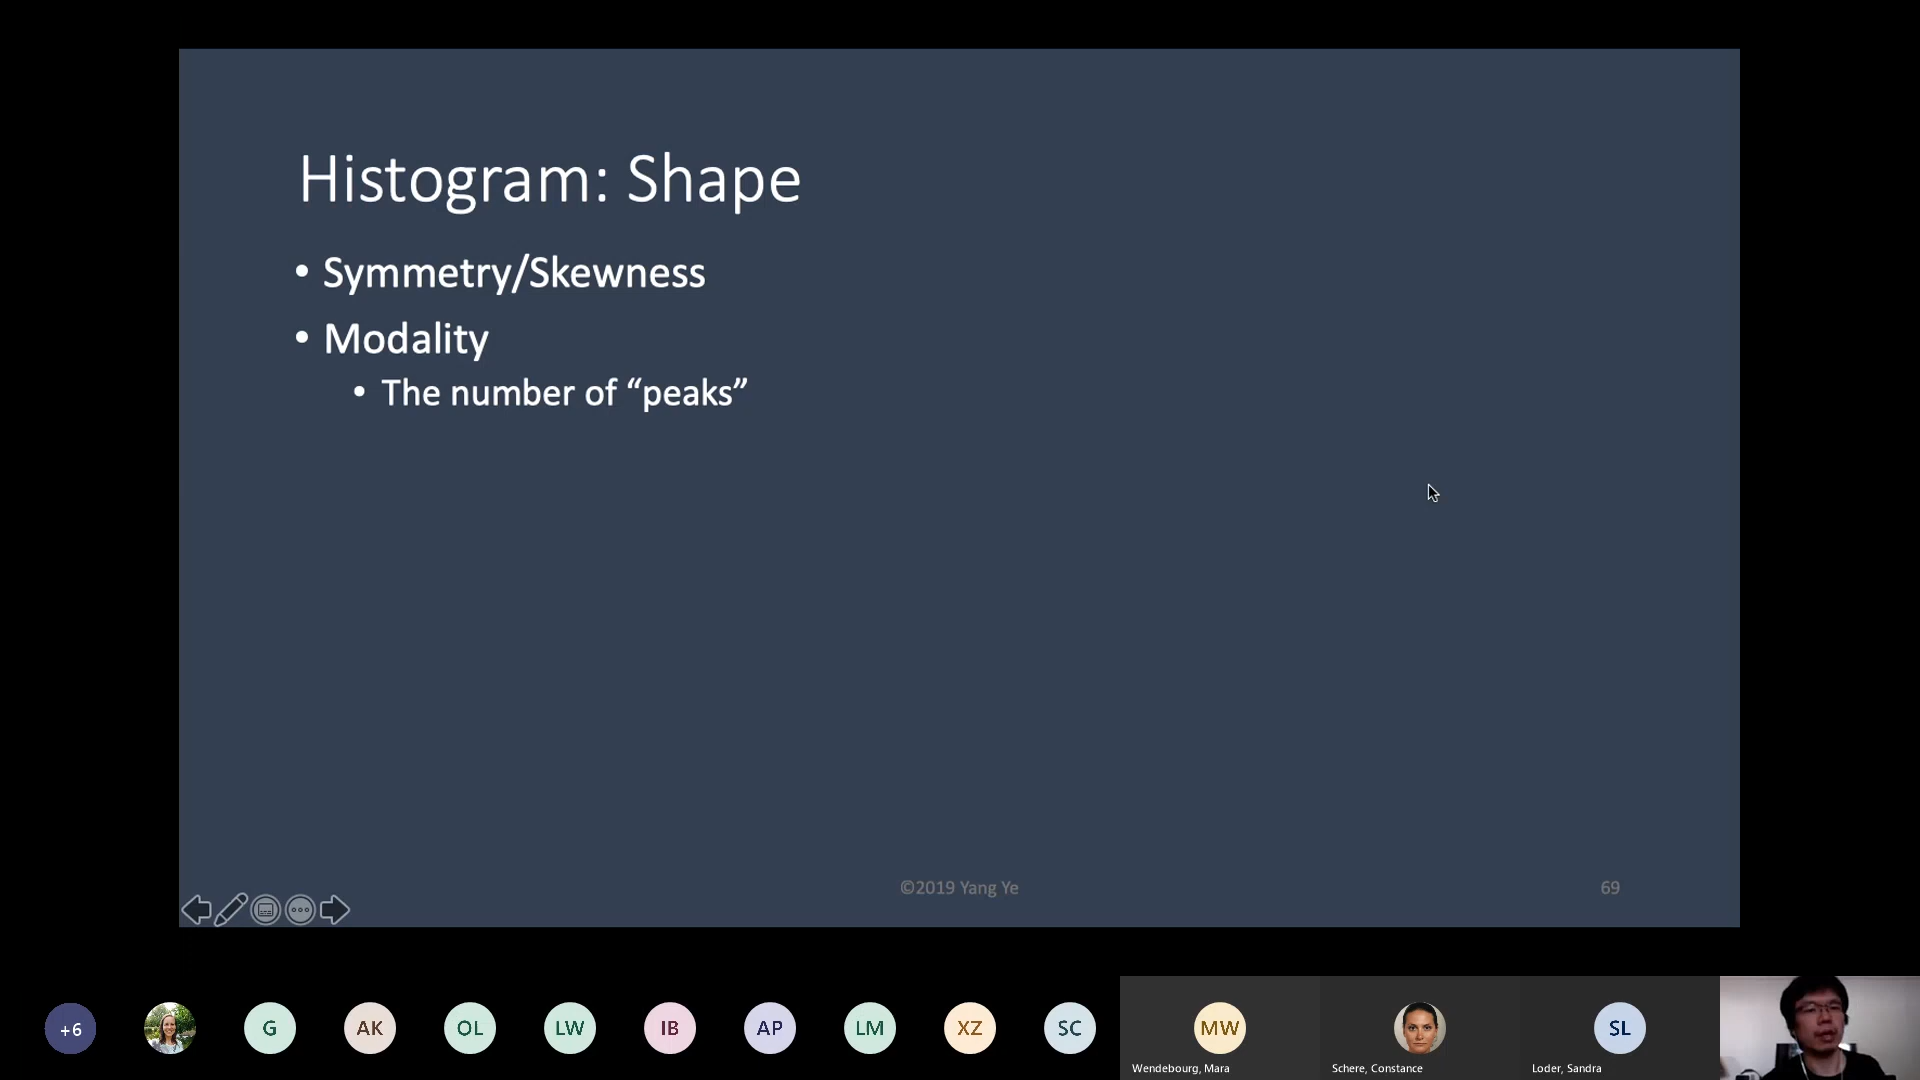 Histogram: Shape
• Symmetry/Skewness
• Modality
• The number of “peaks”
©2019 Yang Ye
69
+6
G
AK
OL
LW
IB
AP
LM
XZ
SC
MW
SL
Wendebourg, Mara
Schere, Constance
Loder, Sandra